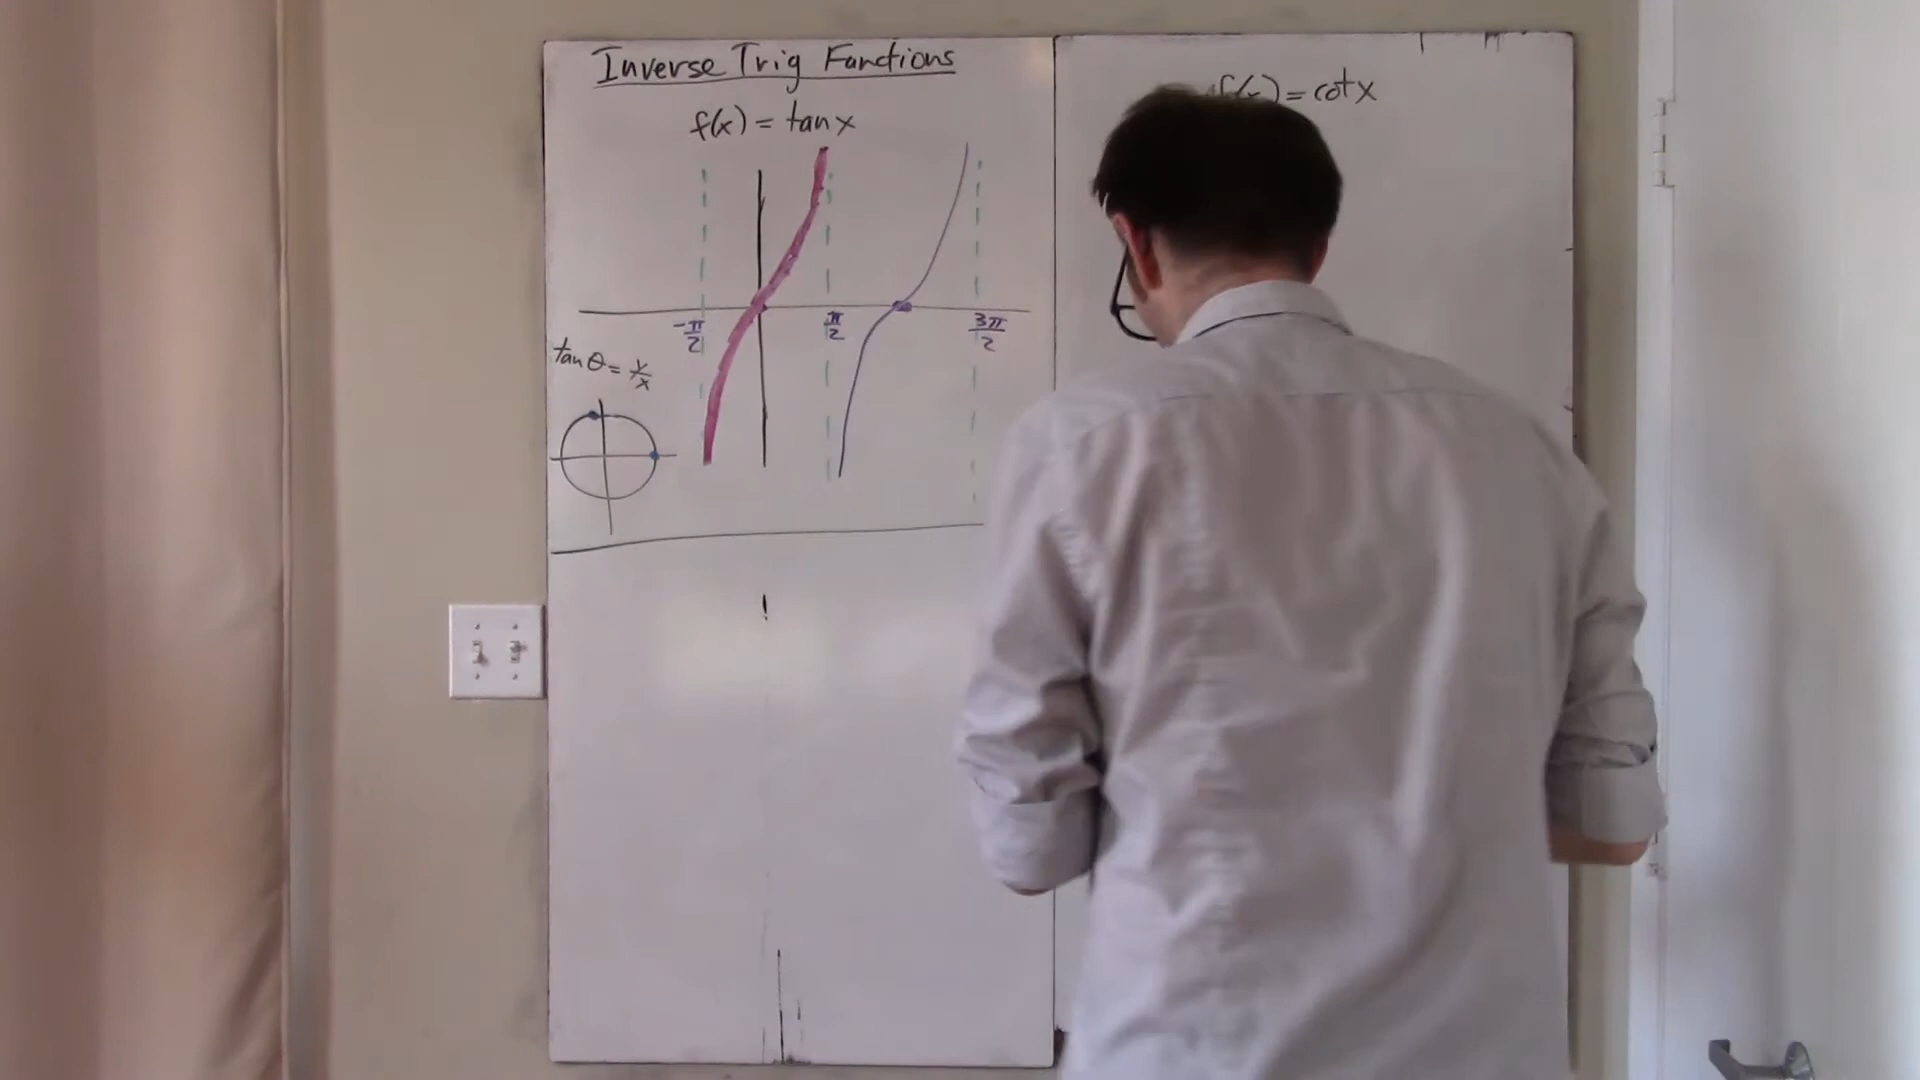 Inverse Trig Functions
f(x) = tan x
-π/2
π/2
3π/2
tan θ = y/x
f(x) = cot x